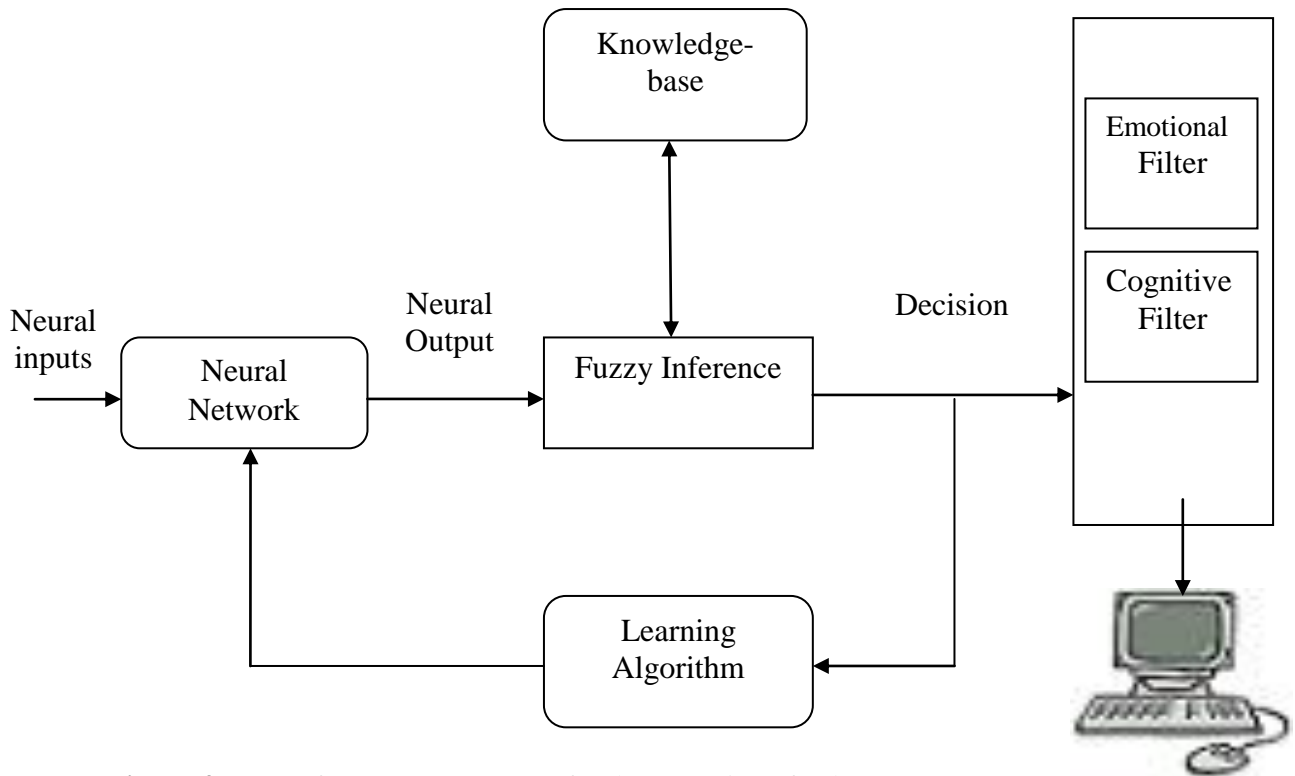 Knowledge-
base
Emotional
Filter
Cognitive
Filter
Neural
inputs
Neural
Output
Decision
Neural
Network
Fuzzy Inference
Learning
Algorithm